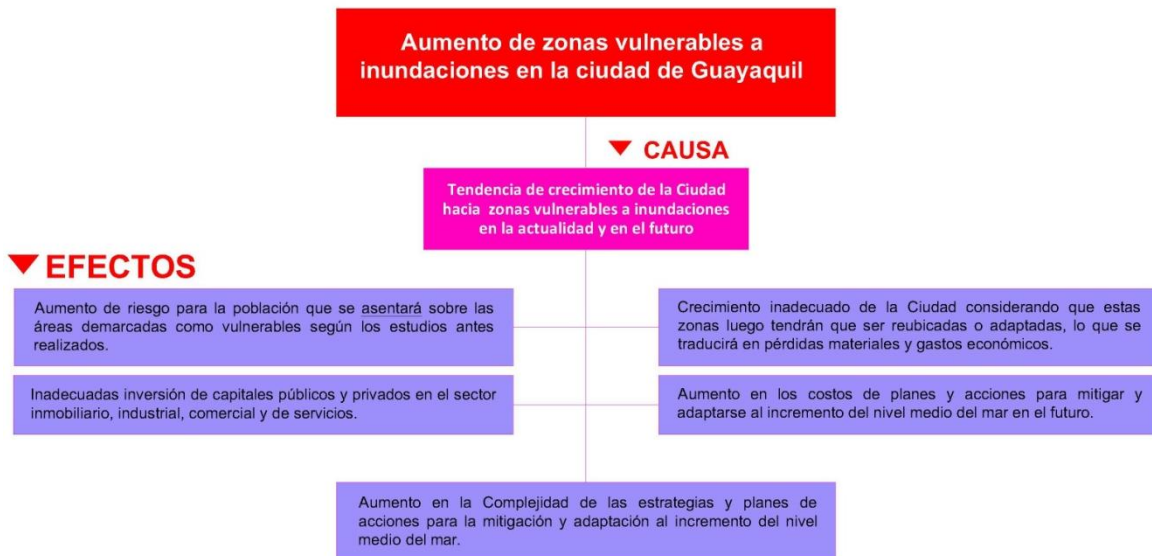 Aumento de zonas vulnerables a
inundaciones en la ciudad de Guayaquil
CAUSA
Tendencia de crecimiento de la Ciudad
hacia zonas vulnerables a inundaciones
en la actualidad y en el futuro
EFECTOS
Aumento de riesgo para la población que se asentará sobre las
áreas demarcadas como vulnerables según los estudios antes
realizados.
Crecimiento inadecuado de la Ciudad considerando que estas
zonas luego tendrán que ser reubicadas o adaptadas, lo que se
traducirá en pérdidas materiales y gastos económicos.
Inadecuadas inversión de capitales públicos y privados en el sector
inmobiliario, industrial, comercial y de servicios.
Aumento en los costos de planes y acciones para mitigar y
adaptarse al incremento del nivel medio del mar en el futuro.
Aumento en la Complejidad de las estrategias y planes de
acciones para la mitigación y adaptación al incremento del nivel
medio del mar.